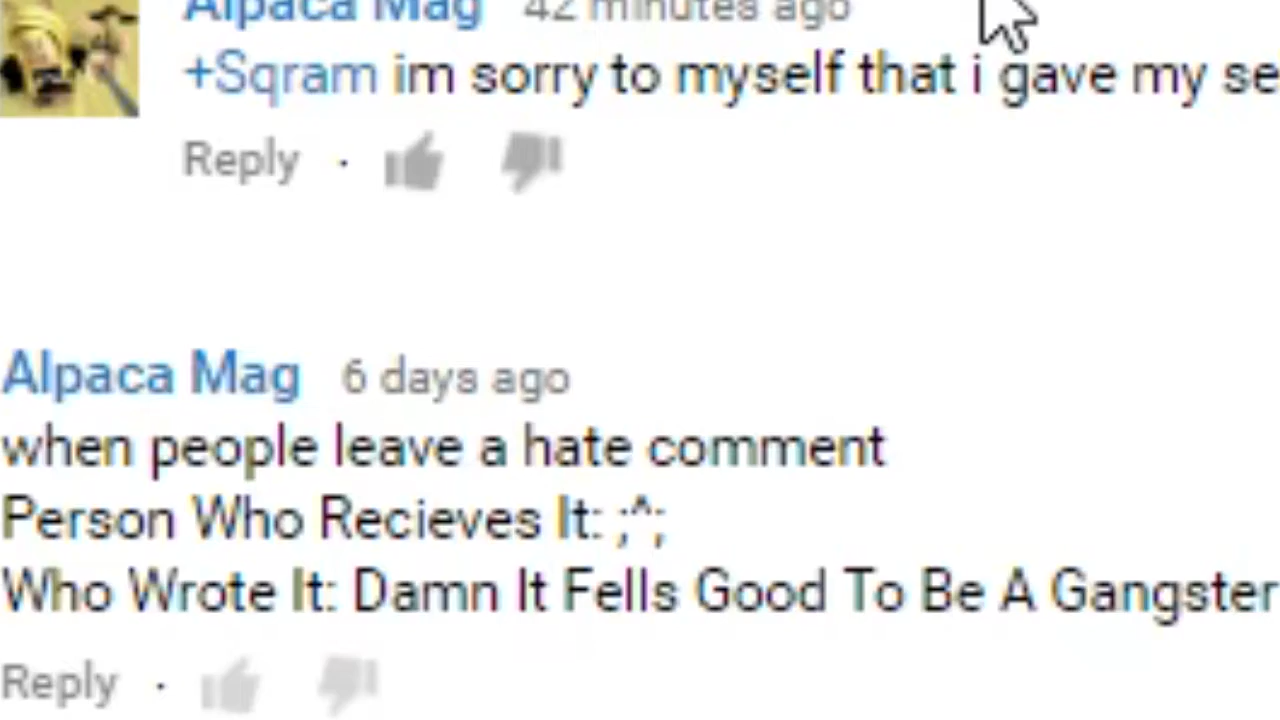 Alpaca Mag 42 minutes ago
+Sqram im sorry to myself that i gave my se
Reply ·
Alpaca Mag 6 days ago
when people leave a hate comment
Person Who Recieves It: ;^;
Who Wrote It: Damn It Fells Good To Be A Gangster
Reply ·